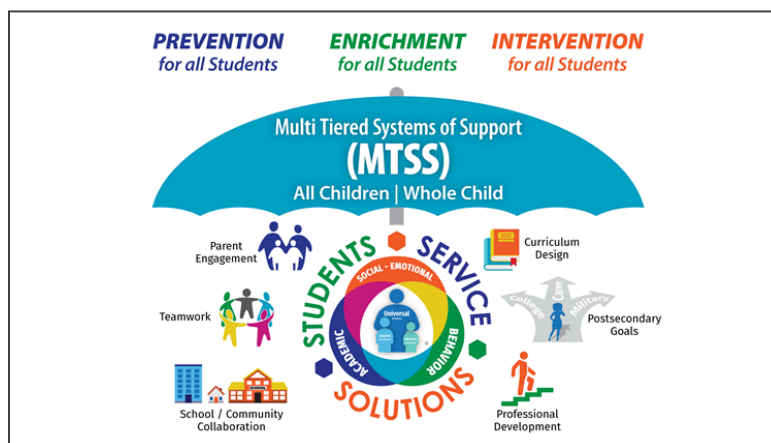 PREVENTION
for all Students
ENRICHMENT
for all Students
INTERVENTION
for all Students
Multi Tiered Systems of Support
(MTSS)
All Children | Whole Child
Parent
Engagement
Teamwork
School / Community
Collaboration
STUDENTS
SERVICE
SOLUTIONS
SOCIAL - EMOTIONAL
ACADEMIC
BEHAVIOR
Universal
SCHOOL
Curriculum
Design
College
Career
Military
Postsecondary
Goals
Professional
Development